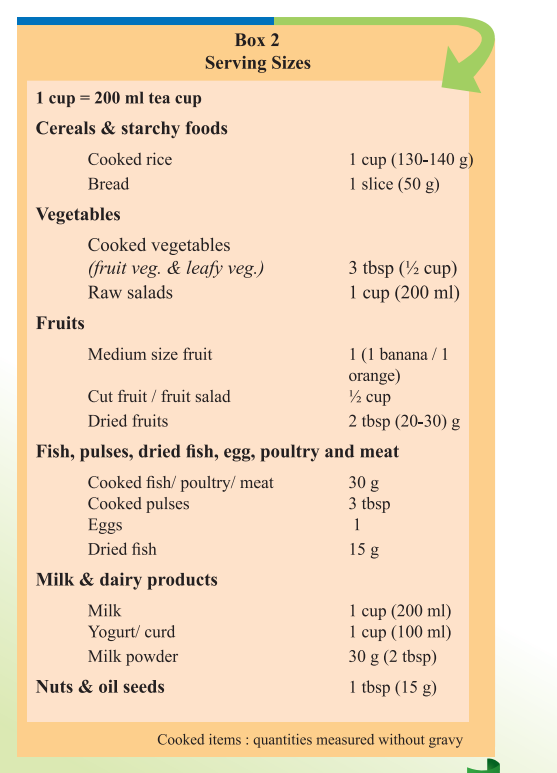 Box 2
Serving Sizes
1 cup = 200 ml tea cup
Cereals & starchy foods
Cooked rice 1 cup (130-140 g)
Bread 1 slice (50 g)
Vegetables
Cooked vegetables
(fruit veg. & leafy veg.) 3 tbsp (½ cup)
Raw salads 1 cup (200 ml)
Fruits
Medium size fruit 1 (1 banana / 1
orange)
Cut fruit / fruit salad ½ cup
Dried fruits 2 tbsp (20-30) g
Fish, pulses, dried fish, egg, poultry and meat
Cooked fish/ poultry/ meat 30 g
Cooked pulses 3 tbsp
Eggs 1
Dried fish 15 g
Milk & dairy products
Milk 1 cup (200 ml)
Yogurt/ curd 1 cup (100 ml)
Milk powder 30 g (2 tbsp)
Nuts & oil seeds 1 tbsp (15 g)
Cooked items : quantities measured without gravy